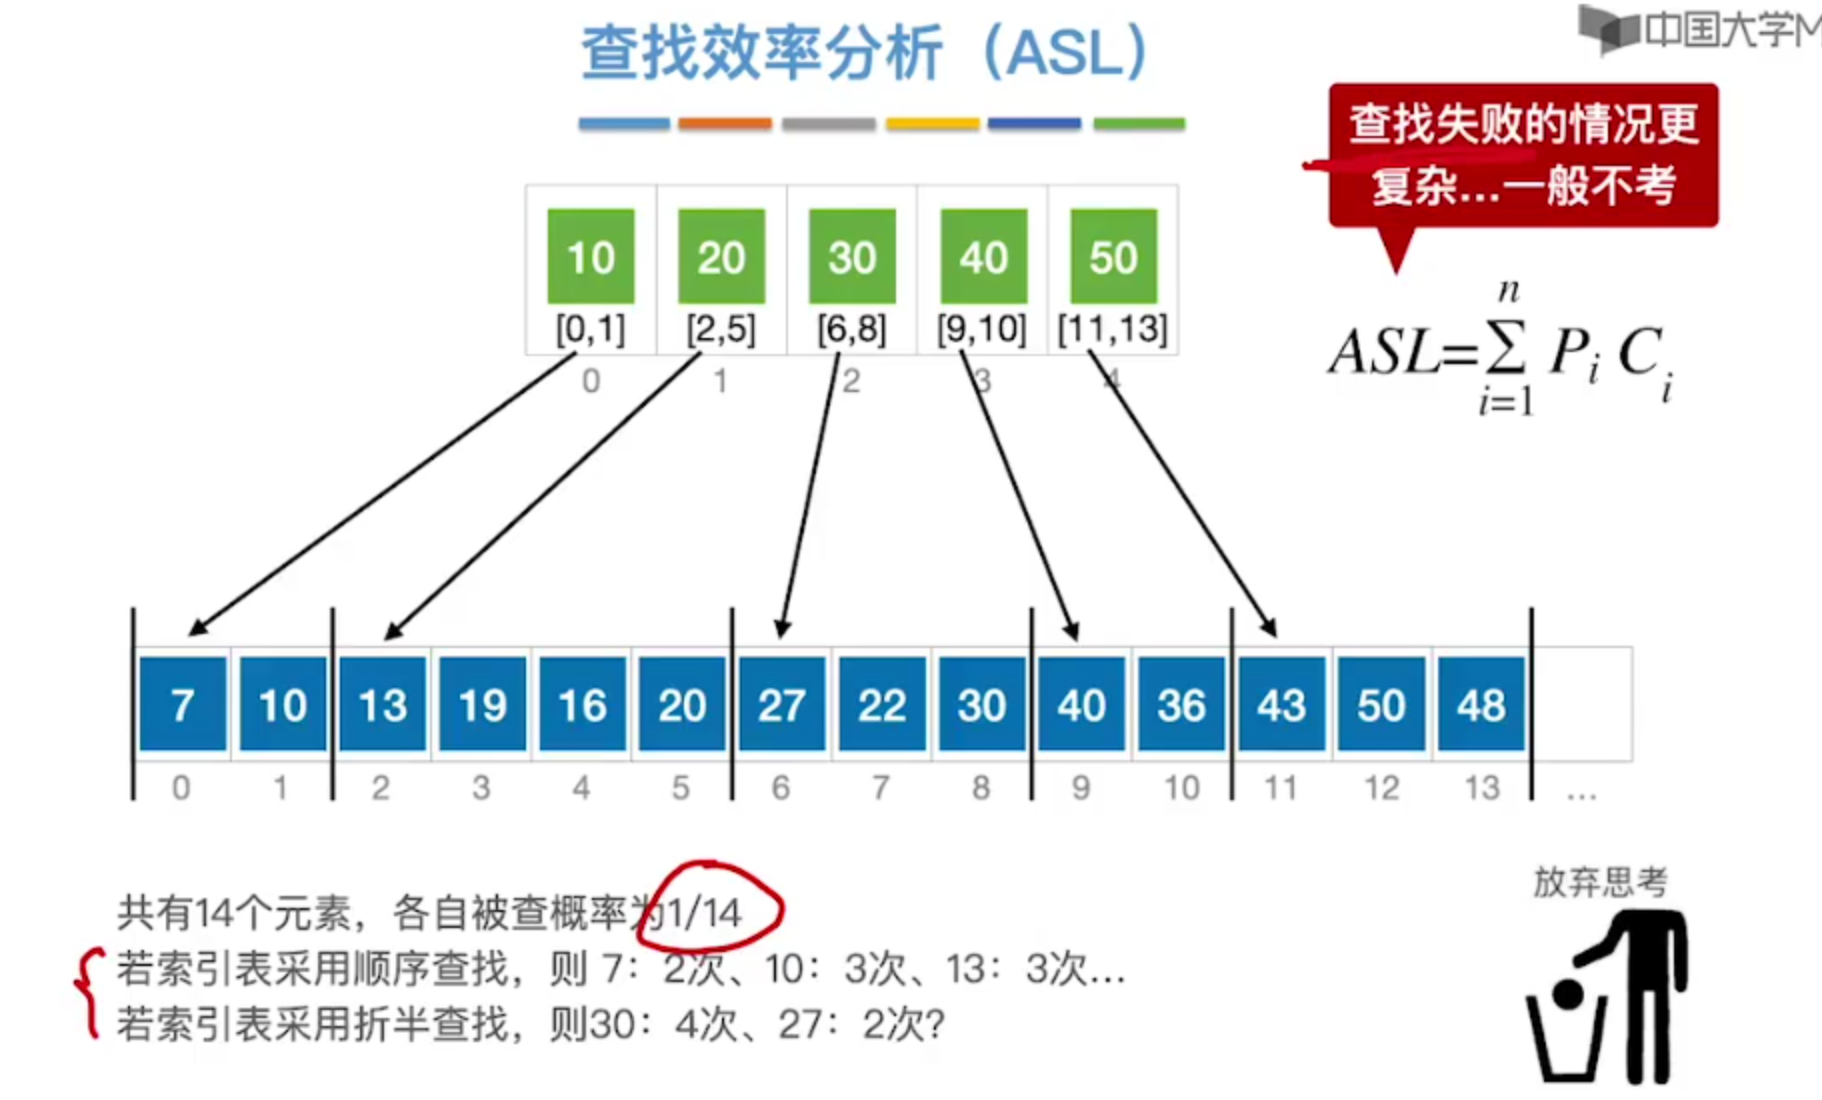 查找效率分析（ASL）
中国大学M
查找失败的情况更
复杂...一般不考
10 20 30 40 50
[0,1] [2,5] [6,8] [9,10] [11,13]
0 1 2 3 4
n
ASL=∑ Pi Ci
i=1
7 10 13 19 16 20 27 22 30 40 36 43 50 48
0 1 2 3 4 5 6 7 8 9 10 11 12 13 ...
共有14个元素，各自被查概率为1/14
若索引表采用顺序查找，则 7：2次、10：3次、13：3次...
若索引表采用折半查找，则30：4次、27：2次?
放弃思考